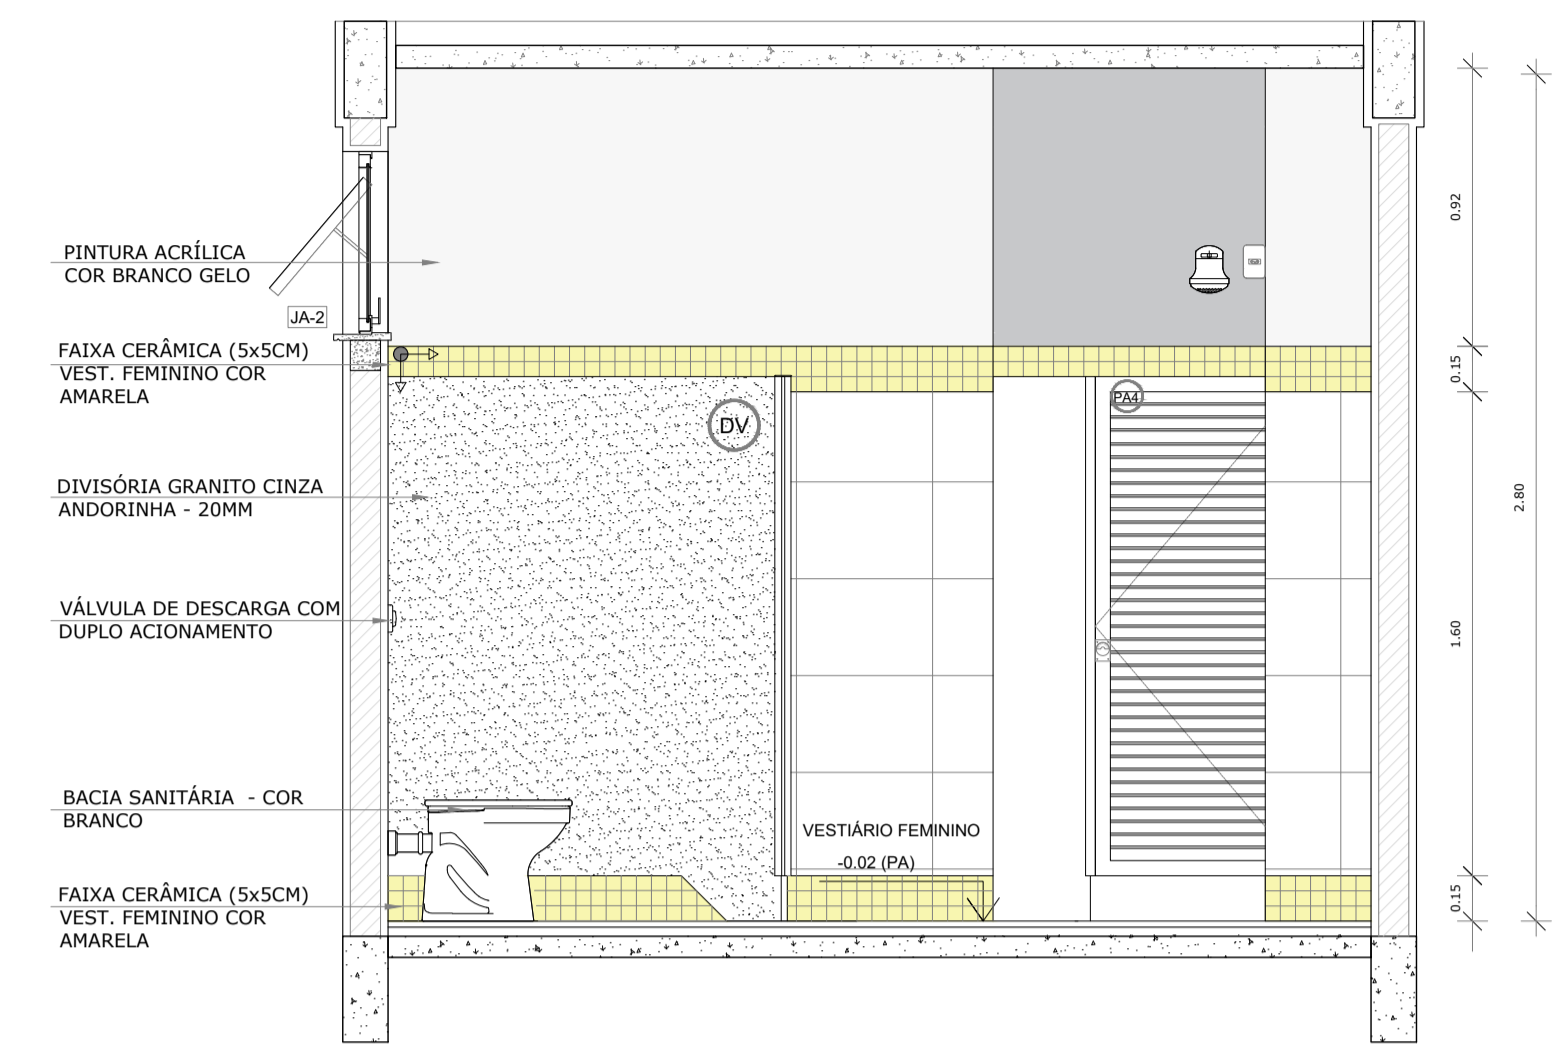 PINTURA ACRÍLICA
COR BRANCO GELO
JA-2
FAIXA CERÂMICA (5x5CM)
VEST. FEMININO COR
AMARELA
DIVISÓRIA GRANITO CINZA
ANDORINHA - 20MM
VÁLVULA DE DESCARGA COM
DUPLO ACIONAMENTO
BACIA SANITÁRIA - COR
BRANCO
FAIXA CERÂMICA (5x5CM)
VEST. FEMININO COR
AMARELA
DV
PA4
VESTIÁRIO FEMININO
-0.02 (PA)
0.92
0.15
1.60
0.15
2.80